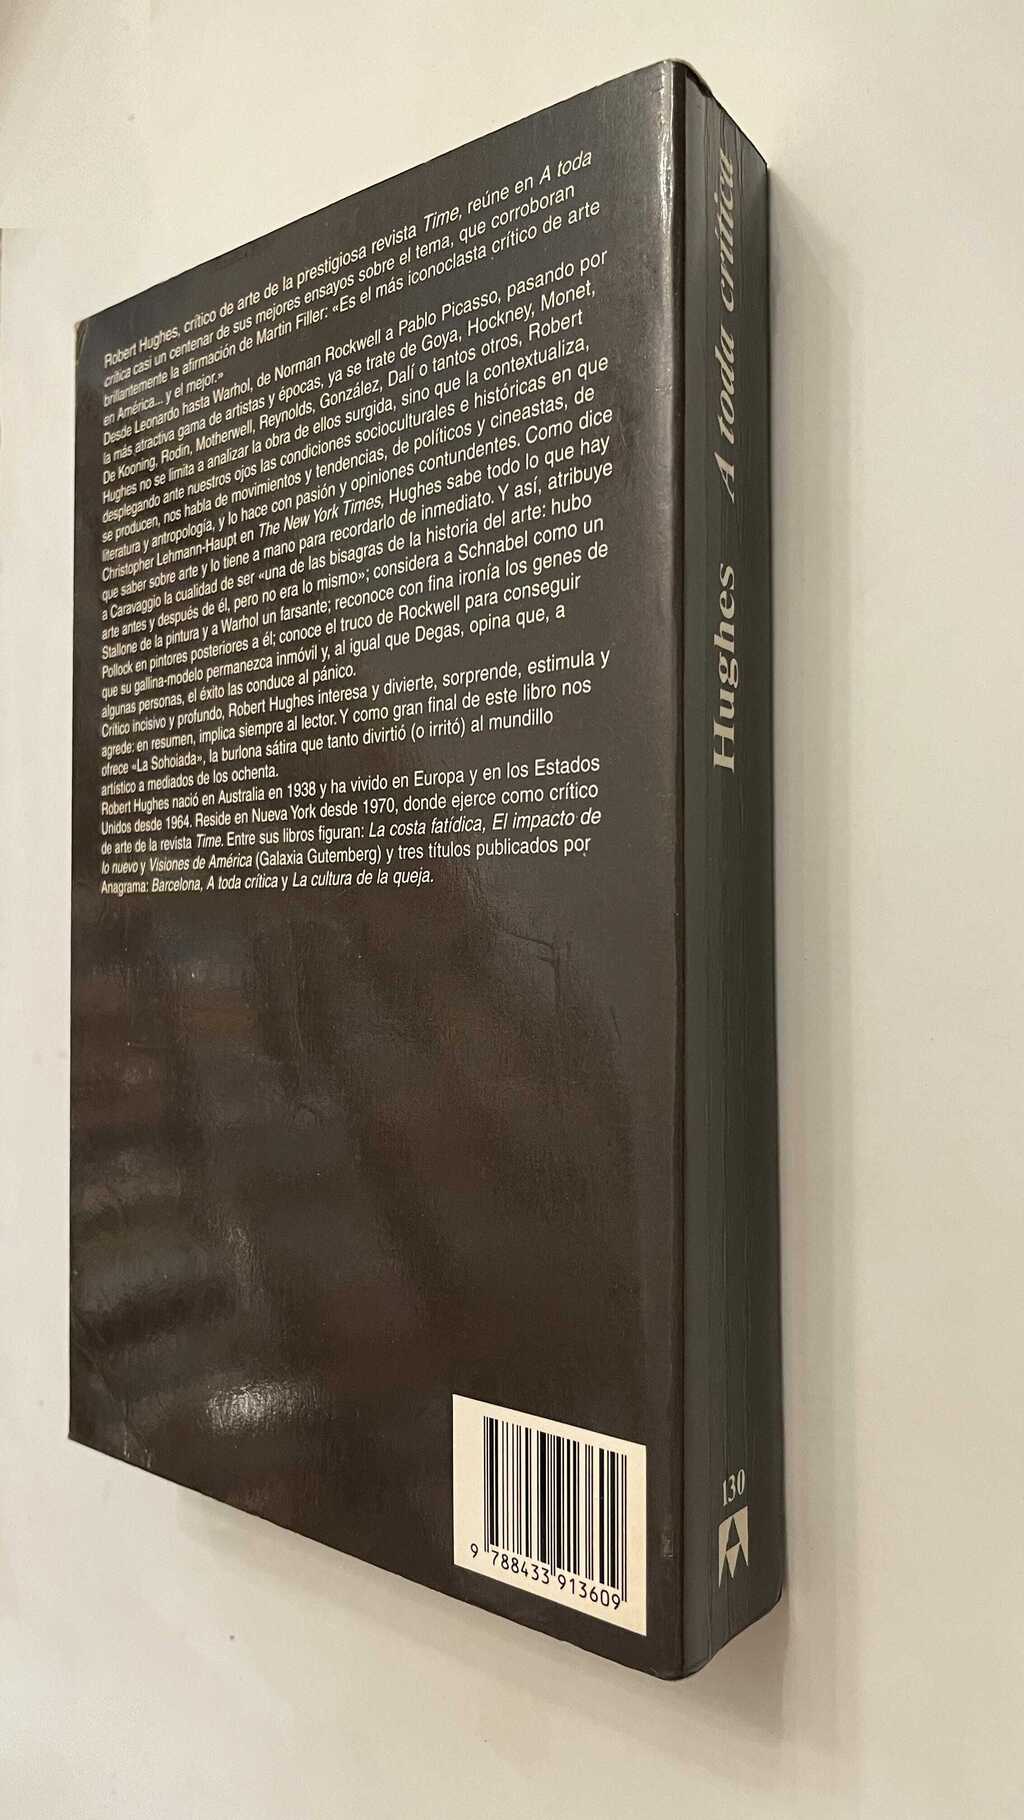 Robert Hughes, crítico de arte de la prestigiosa revista Time, reúne en A toda
crítica casi un centenar de sus mejores ensayos sobre el tema, que corroboran
brillantemente la afirmación de Martin Filler: «Es el más iconoclasta crítico de arte
en América... y el mejor.»
Desde Leonardo hasta Warhol, de Norman Rockwell a Pablo Picasso, pasando por
la más atractiva gama de artistas y épocas, ya se trate de Goya, Hockney, Monet,
De Kooning, Rodin, Motherwell, Reynolds, González, Dalí o tantos otros, Robert
Hughes no se limita a analizar la obra de ellos surgida, sino que la contextualiza,
desplegando ante nuestros ojos las condiciones socioculturales e históricas en que
se producen, nos habla de movimientos y tendencias, de políticos y cineastas, de
literatura y antropología, y lo hace con pasión y opiniones contundentes. Como dice
Christopher Lehmann-Haupt en The New York Times, Hughes sabe todo lo que hay
que saber sobre arte y lo tiene a mano para recordarlo de inmediato. Y así, atribuye
a Caravaggio la cualidad de ser «una de las bisagras de la historia del arte: hubo
arte antes y después de él, pero no era lo mismo»; considera a Schnabel como un
Stallone de la pintura y a Warhol un farsante; reconoce con fina ironía los genes de
Pollock en pintores posteriores a él; conoce el truco de Rockwell para conseguir
que su gallina-modelo permanezca inmóvil y, al igual que Degas, opina que, a
algunas personas, el éxito las conduce al pánico.
Crítico incisivo y profundo, Robert Hughes interesa y divierte, sorprende, estimula y
agrede: en resumen, implica siempre al lector. Y como gran final de este libro nos
ofrece «La Sohoiada», la burlona sátira que tanto divirtió (o irritó) al mundillo
artístico a mediados de los ochenta.
Robert Hughes nació en Australia en 1938 y ha vivido en Europa y en los Estados
Unidos desde 1964. Reside en Nueva York desde 1970, donde ejerce como crítico
de arte de la revista Time. Entre sus libros figuran: La costa fatídica, El impacto de
lo nuevo y Visiones de América (Galaxia Gutemberg) y tres títulos publicados por
Anagrama: Barcelona, A toda crítica y La cultura de la queja.
9 788433 913609
Hughes A toda crítica
130